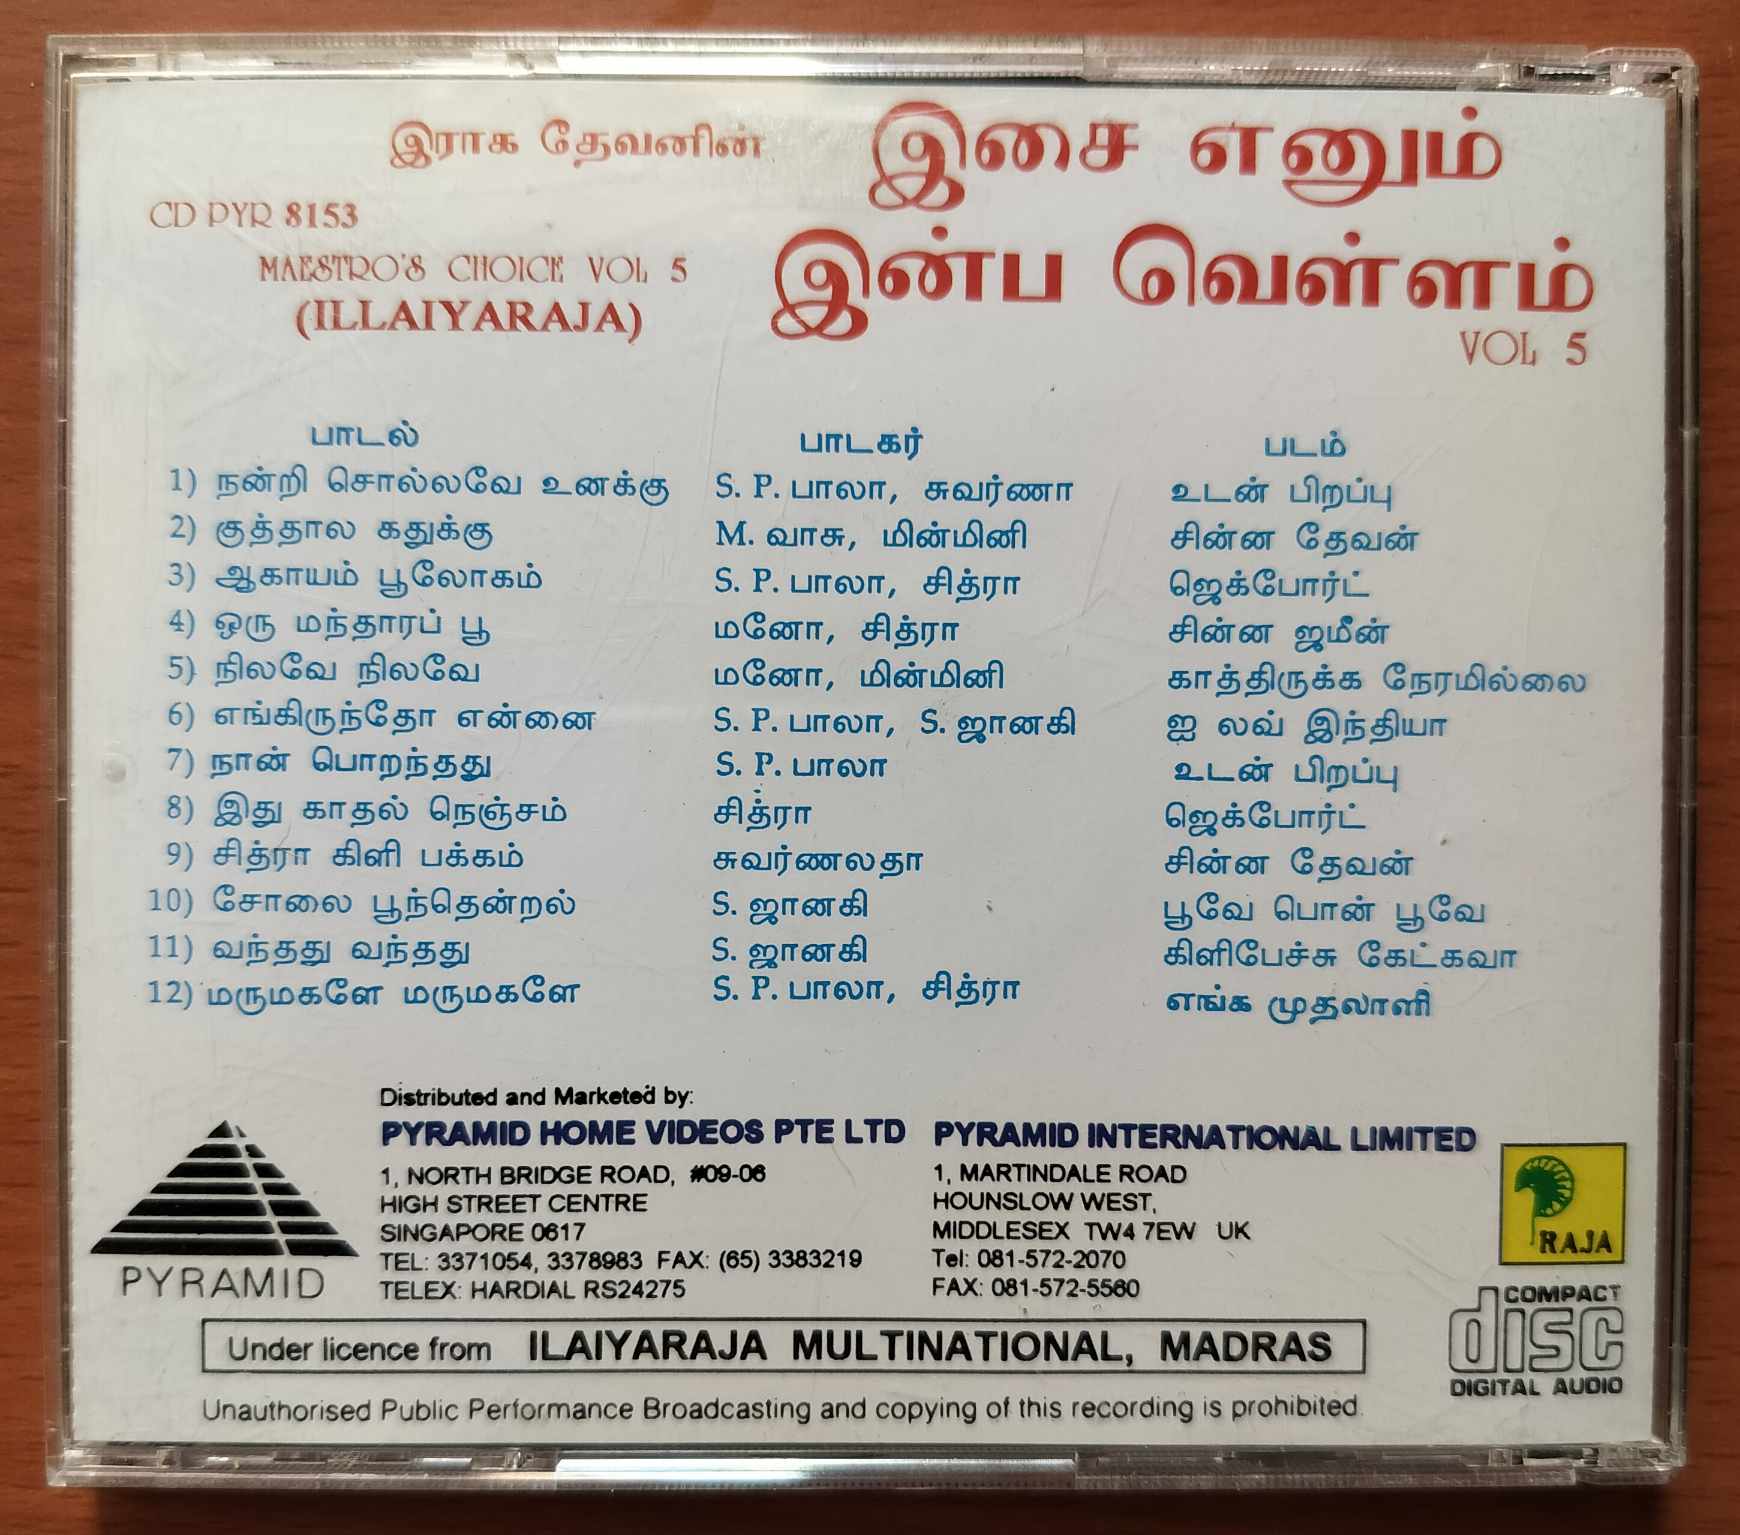 இராக தேவனின் இசை எனும்
CD PYR 8153
MAESTRO'S CHOICE VOL 5 இன்ப வெள்ளம்
(ILLAIYARAJA)
VOL 5
பாடல் பாடகர் படம்
1) நன்றி சொல்லவே உனக்கு S. P. பாலா, சுவர்ணா உடன் பிறப்பு
2) குத்தால கதுக்கு M. வாசு, மின்மினி சின்ன தேவன்
3) ஆகாயம் பூலோகம் S. P. பாலா, சித்ரா ஜெக்போர்ட்
4) ஒரு மந்தாரப் பூ மனோ, சித்ரா சின்ன ஜமீன்
5) நிலவே நிலவே மனோ, மின்மினி காத்திருக்க நேரமில்லை
6) எங்கிருந்தோ என்னை S. P. பாலா, S. ஜானகி ஐ லவ் இந்தியா
7) நான் பொறந்தது S. P. பாலா உடன் பிறப்பு
8) இது காதல் நெஞ்சம் சித்ரா ஜெக்போர்ட்
9) சித்ரா கிளி பக்கம் சுவர்ணலதா சின்ன தேவன்
10) சோலை பூந்தென்றல் S. ஜானகி பூவே பொன் பூவே
11) வந்தது வந்தது S. ஜானகி கிளிபேச்சு கேட்கவா
12) மருமகளே மருமகளே S. P. பாலா, சித்ரா எங்க முதலாளி
Distributed and Marketed by:
PYRAMID HOME VIDEOS PTE LTD
1, NORTH BRIDGE ROAD, #09-06
HIGH STREET CENTRE
SINGAPORE 0617
TEL: 3371054, 3378983 FAX: (65) 3383219
TELEX: HARDIAL RS24275
PYRAMID INTERNATIONAL LIMITED
1, MARTINDALE ROAD
HOUNSLOW WEST,
MIDDLESEX TW4 7EW UK
Tel: 081-572-2070
FAX: 081-572-5560
PYRAMID
RAJA
COMPACT
disc
DIGITAL AUDIO
Under licence from ILAIYARAJA MULTINATIONAL, MADRAS
Unauthorised Public Performance Broadcasting and copying of this recording is prohibited.